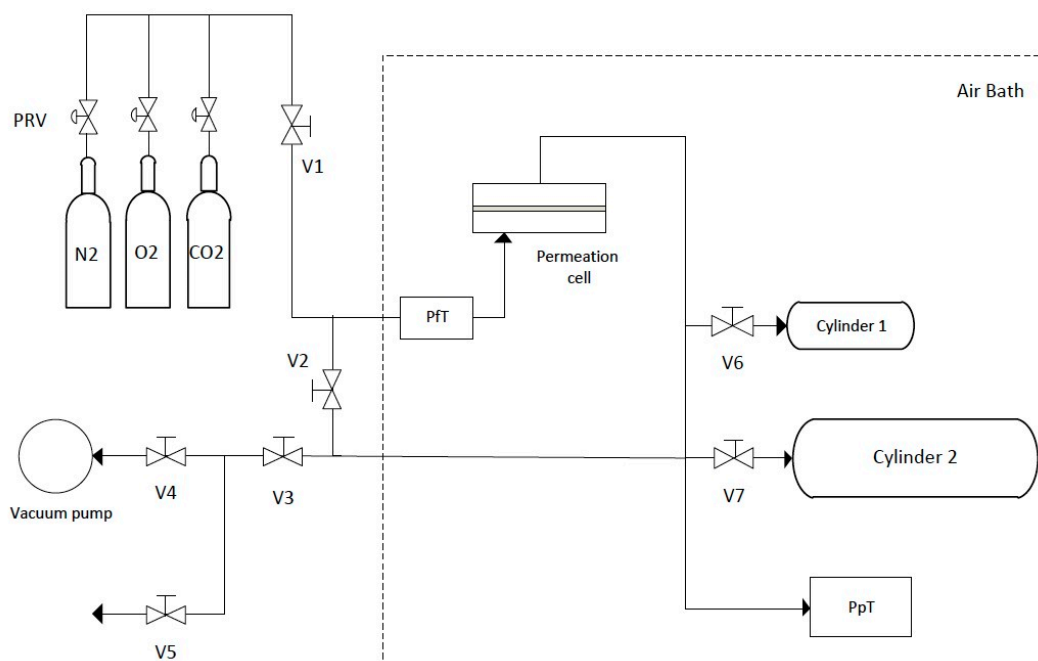 Air Bath
PRV
V1
N2
O2
CO2
Permeation
cell
PfT
Cylinder 1
V6
V2
Cylinder 2
V4
V3
V7
Vacuum pump
PpT
V5